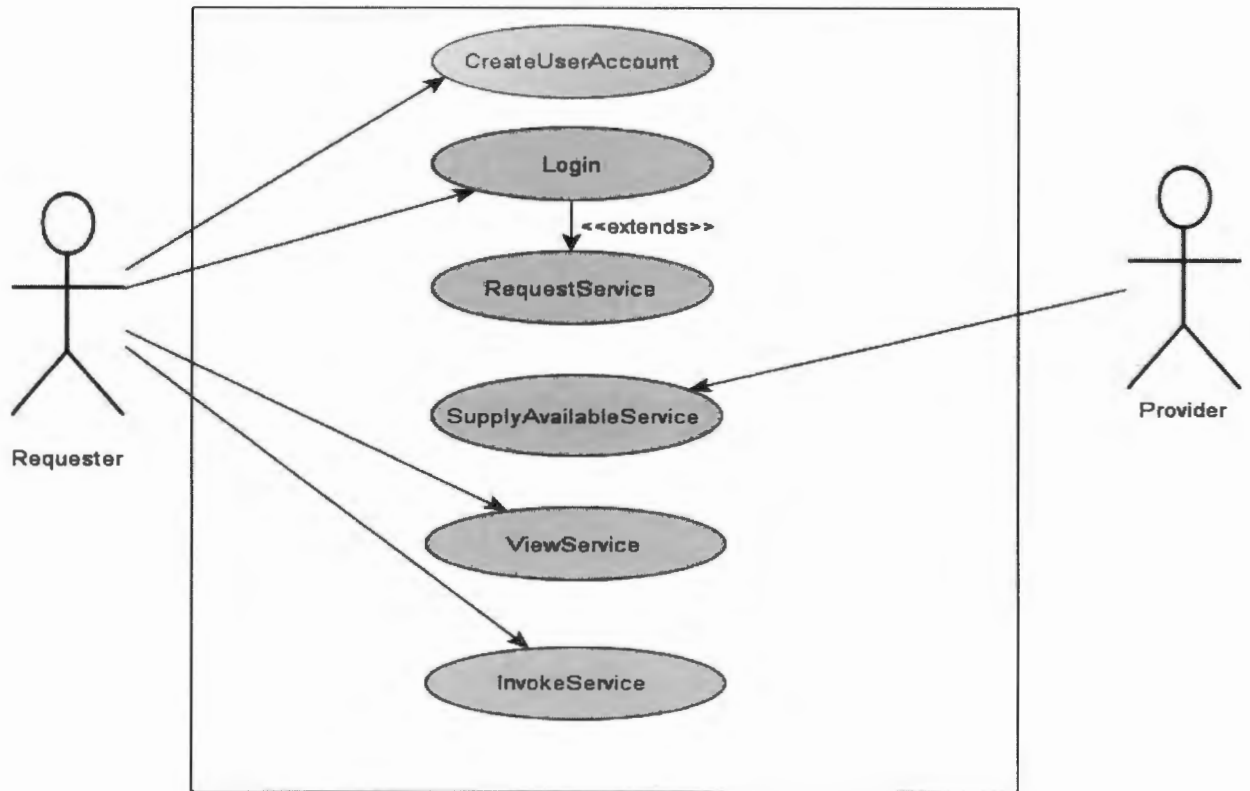 CreateUserAccount
Login
<<extends>>
RequestService
SupplyAvailableService
Provider
Requester
ViewService
InvokeService